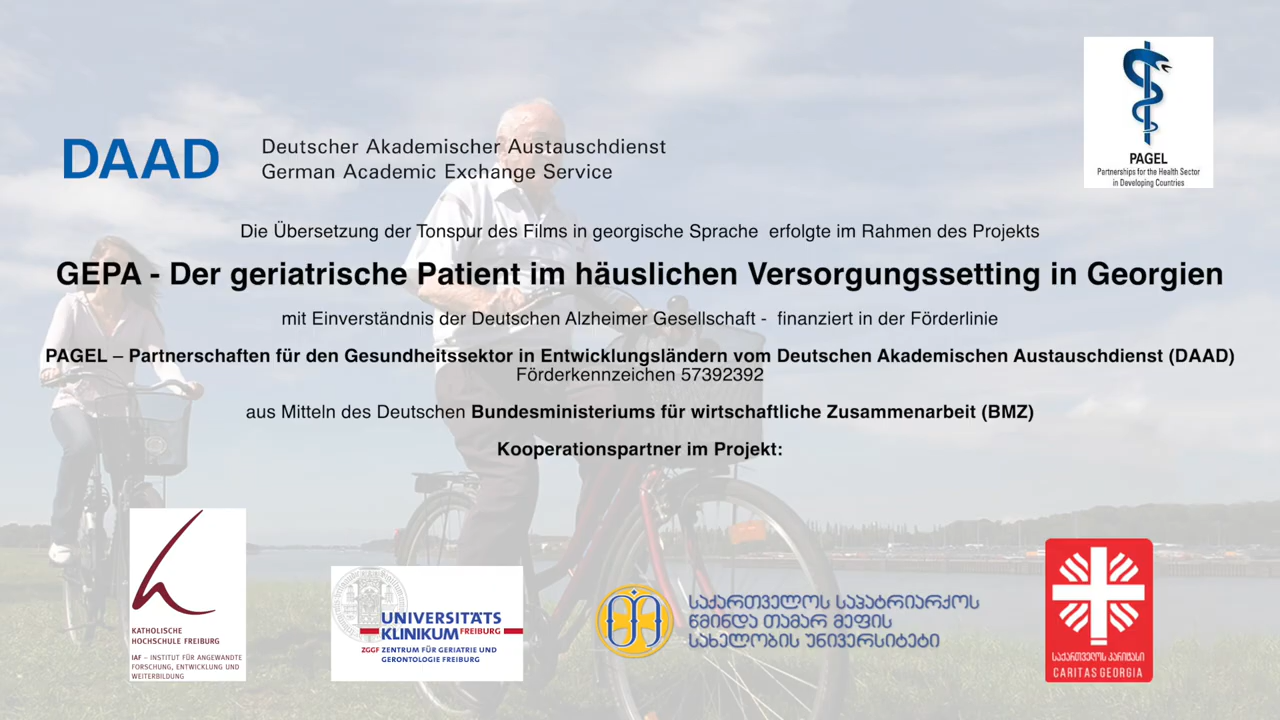 DAAD
Deutscher Akademischer Austauschdienst
German Academic Exchange Service
PAGEL
Partnerships for the Health Sector
in Developing Countries
Die Übersetzung der Tonspur des Films in georgische Sprache erfolgte im Rahmen des Projekts
GEPA - Der geriatrische Patient im häuslichen Versorgungssetting in Georgien
mit Einverständnis der Deutschen Alzheimer Gesellschaft - finanziert in der Förderlinie
PAGEL – Partnerschaften für den Gesundheitssektor in Entwicklungsländern vom Deutschen Akademischen Austauschdienst (DAAD)
Förderkennzeichen 57392392
aus Mitteln des Deutschen Bundesministeriums für wirtschaftliche Zusammenarbeit (BMZ)
Kooperationspartner im Projekt:
KATHOLISCHE
HOCHSCHULE FREIBURG
IAF – INSTITUT FÜR ANGEWANDTE
FORSCHUNG, ENTWICKLUNG UND
WEITERBILDUNG
UNIVERSITÄTS
KLINIKUM FREIBURG
ZGGF ZENTRUM FÜR GERIATRIE UND
GERONTOLOGIE FREIBURG
საქართველოს საპატრიარქოს
წმინდა თამარ მეფის
სახელობის უნივერსიტეტი
საქართველოს კარიტასი
CARITAS GEORGIA